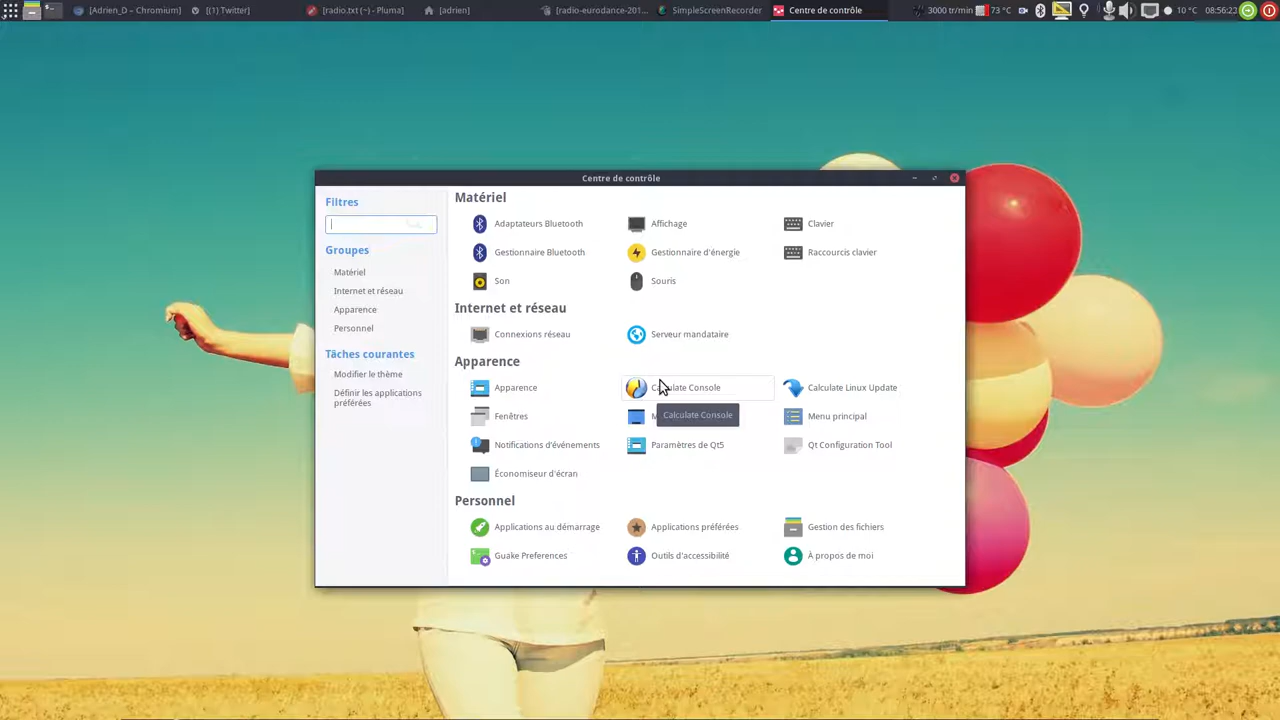 [Adrien_D – Chromium]
[(1) Twitter]
[radio.txt (~) - Pluma]
[adrien]
[radio-eurodance-201...
SimpleScreenRecorder
Centre de contrôle
3000 tr/min
73 °C
10 °C
08:56:23
Centre de contrôle
Filtres
Groupes
Matériel
Internet et réseau
Apparence
Personnel
Tâches courantes
Modifier le thème
Définir les applications
préférées
Matériel
Adaptateurs Bluetooth
Affichage
Clavier
Gestionnaire Bluetooth
Gestionnaire d'énergie
Raccourcis clavier
Son
Souris
Internet et réseau
Connexions réseau
Serveur mandataire
Apparence
Apparence
Calculate Console
Calculate Linux Update
Fenêtres
Calculate Console
Menu principal
Notifications d'événements
Paramètres de Qt5
Qt Configuration Tool
Économiseur d'écran
Personnel
Applications au démarrage
Applications préférées
Gestion des fichiers
Guake Preferences
Outils d'accessibilité
À propos de moi